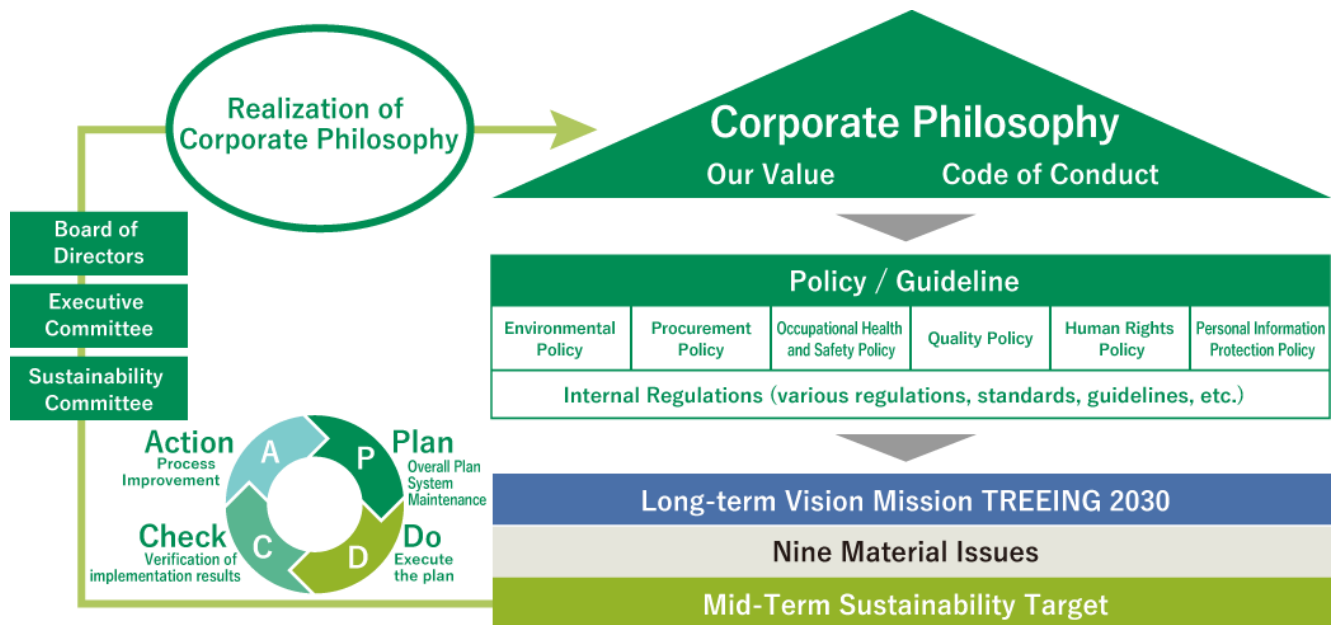 Realization of
Corporate Philosophy
Corporate Philosophy
Our Value
Code of Conduct
Board of
Directors
Executive
Committee
Sustainability
Committee
Policy / Guideline
Environmental
Policy
Procurement
Policy
Occupational Health
and Safety Policy
Quality Policy
Human Rights
Policy
Personal Information
Protection Policy
Internal Regulations (various regulations, standards, guidelines, etc.)
Action
Process
Improvement
A
P
Plan
Overall Plan
System
Maintenance
Check
Verification of
implementation results
C
D
Do
Execute
the plan
Long-term Vision Mission TREEING 2030
Nine Material Issues
Mid-Term Sustainability Target